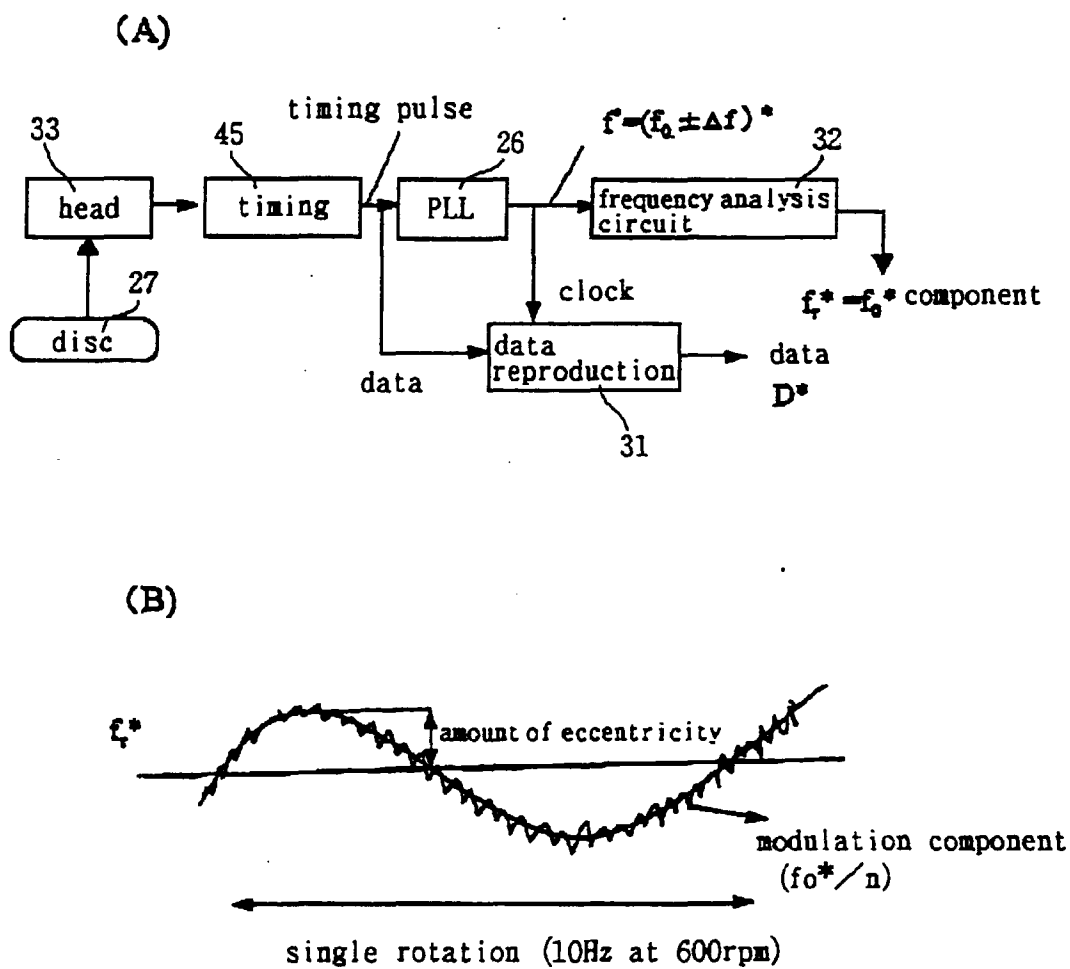 (A)
timing pulse
f=(f₀±Δf)*
33
45
26
32
head
timing
PLL
frequency analysis
circuit
27
clock
fᵣ*=f₀* component
disc
data
data
reproduction
data
D*
31
(B)
fᵣ*
amount of eccentricity
modulation component
(fo*/n)
single rotation (10Hz at 600rpm)